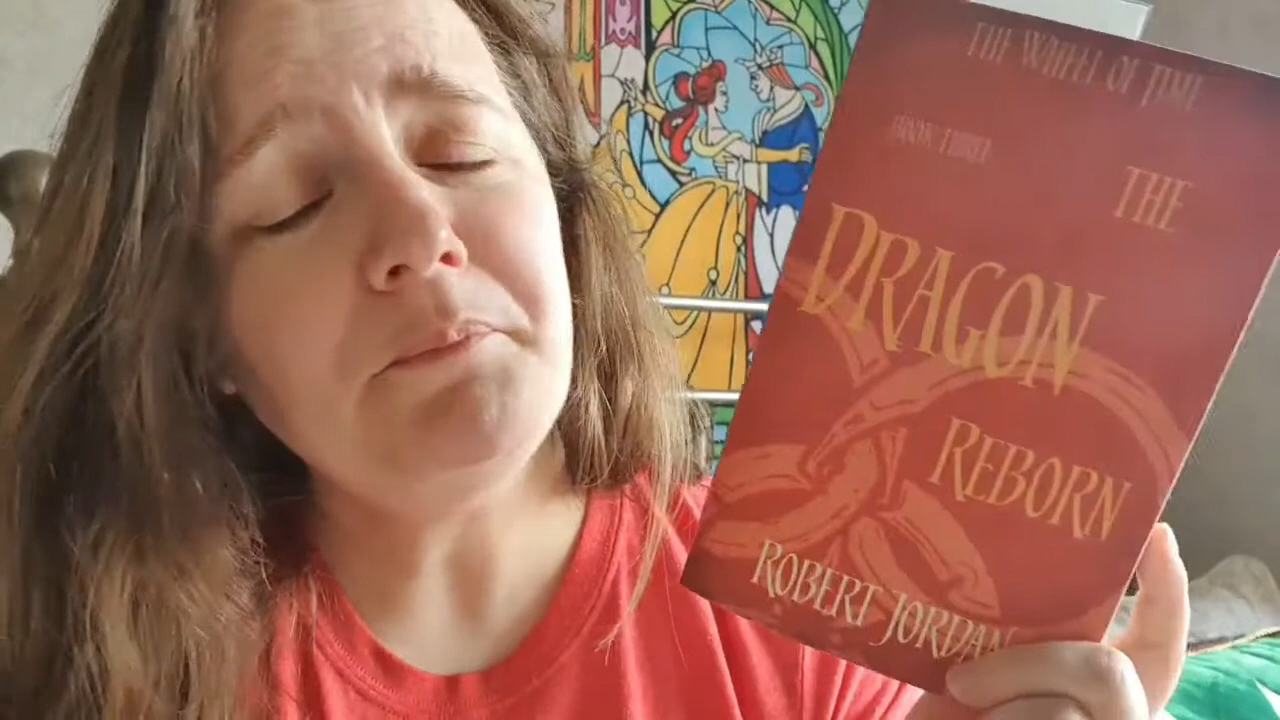 THE WHEEL OF TIME
BOOK THREE
THE
DRAGON
REBORN
ROBERT JORDAN